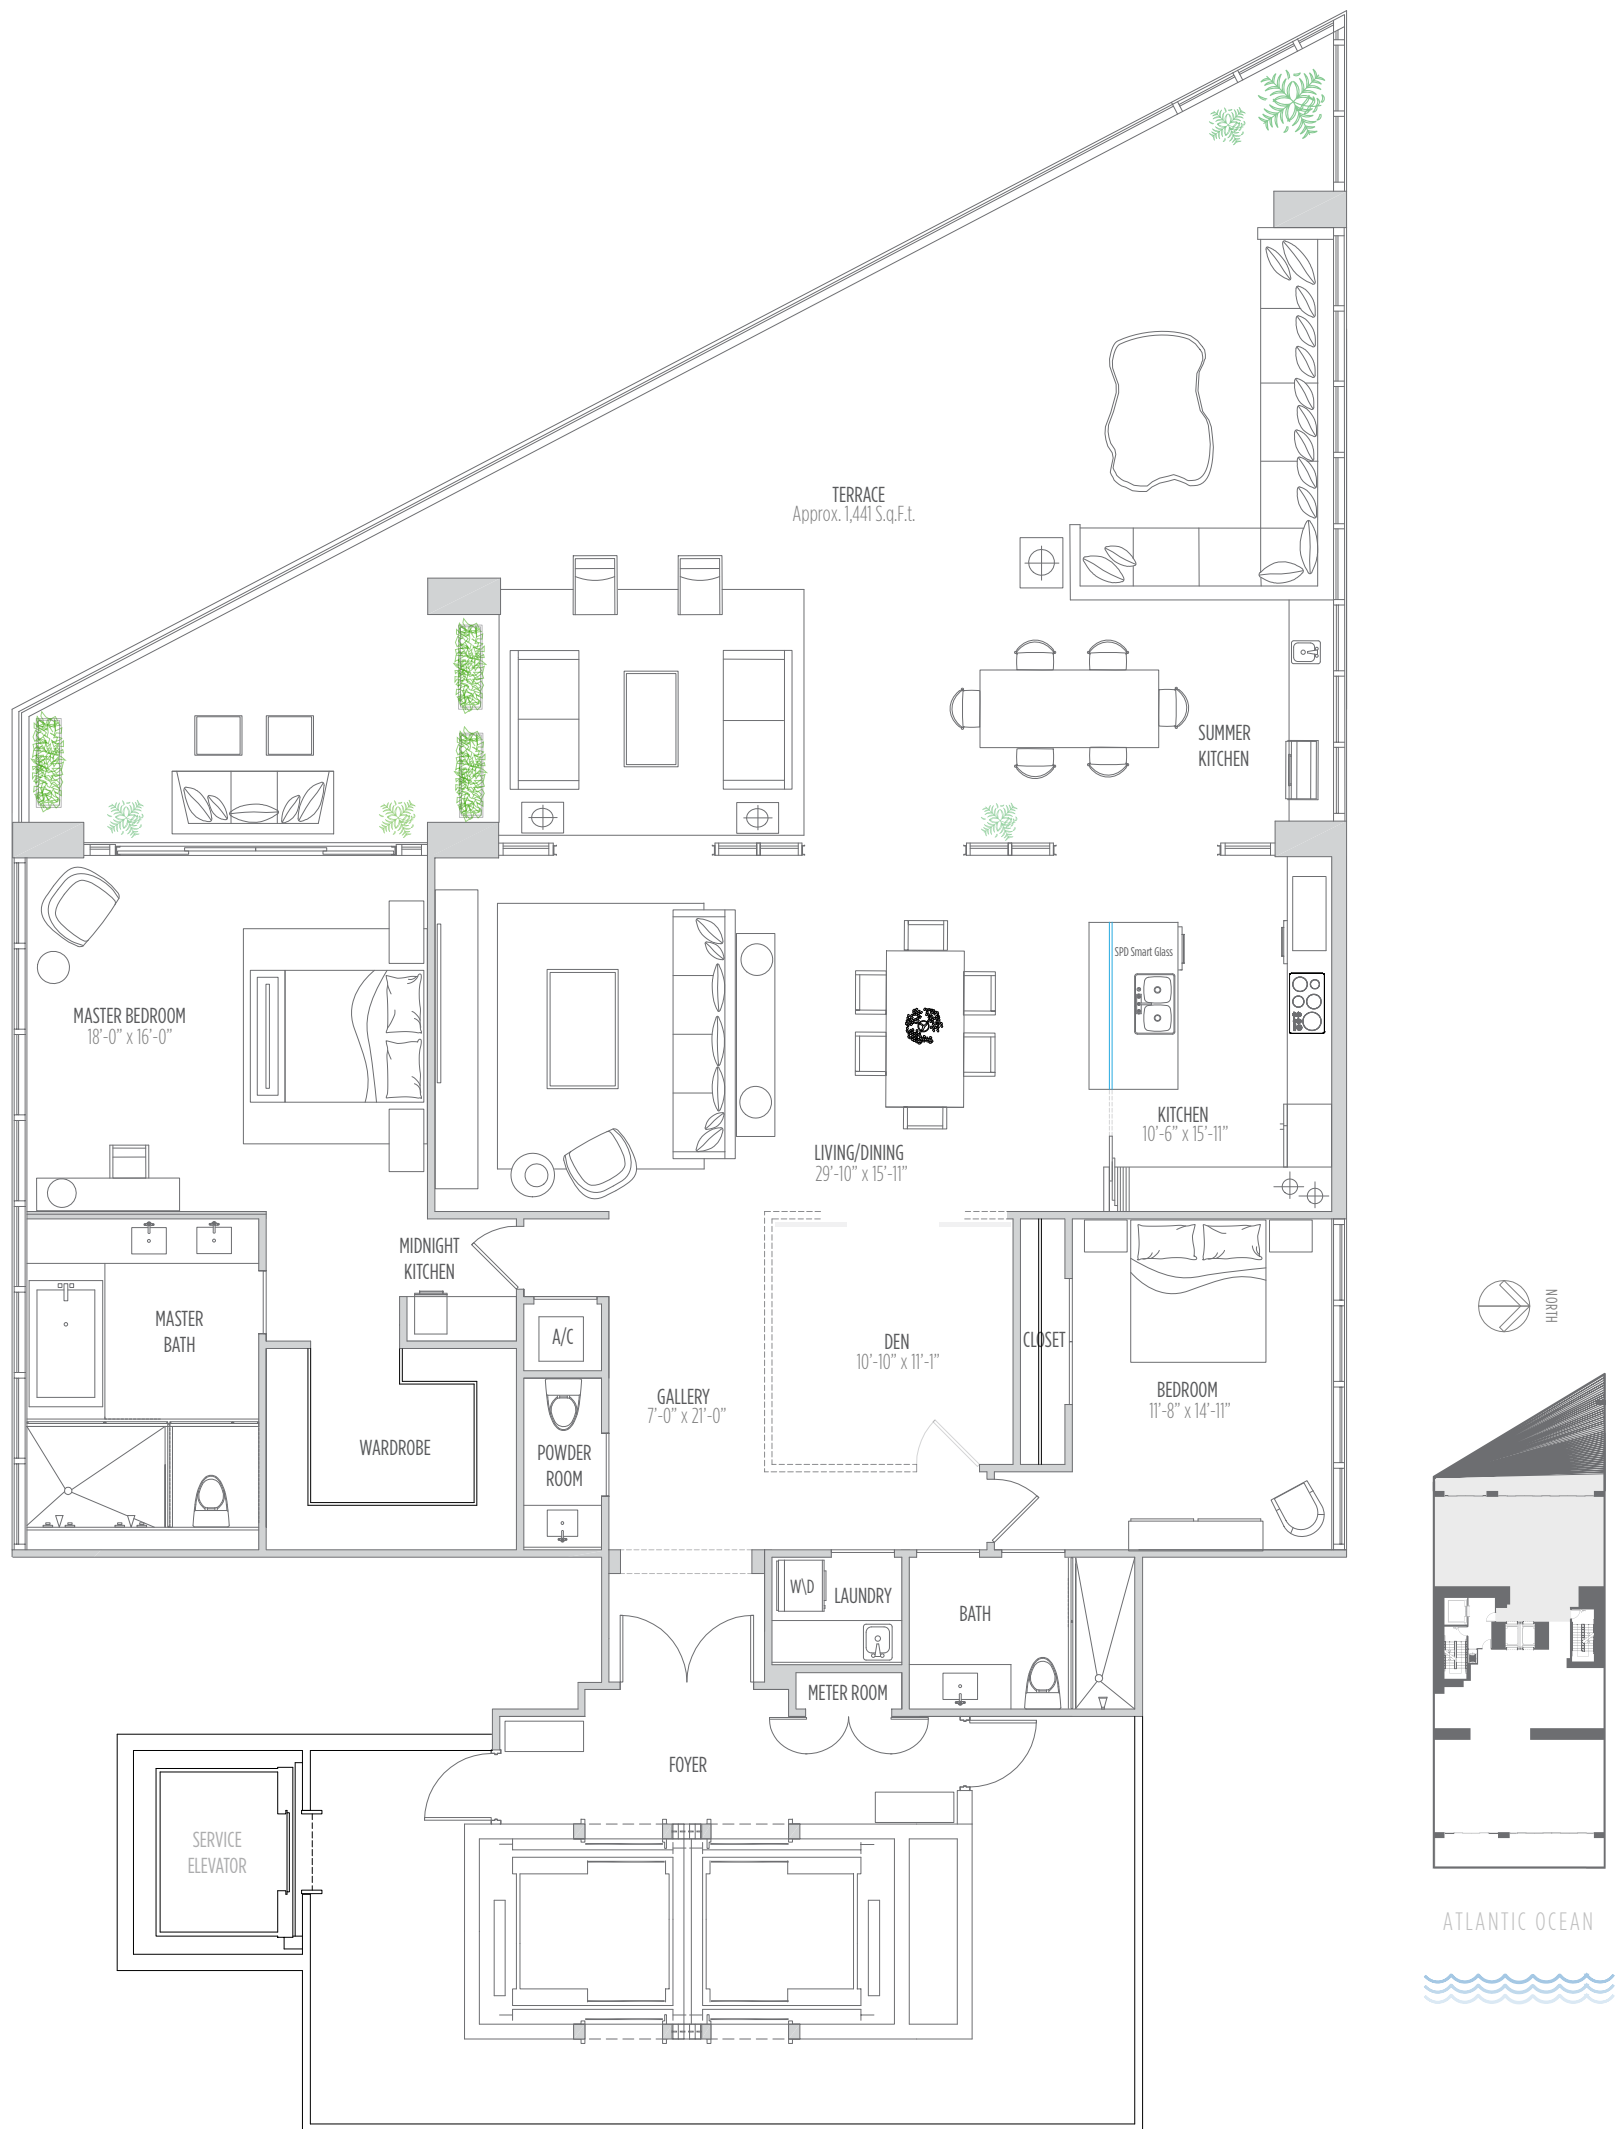 TERRACE
Approx. 1,441 S.q.F.t.
SUMMER
KITCHEN
SPD Smart Glass
MASTER BEDROOM
18'-0" x 16'-0"
KITCHEN
10'-6" x 15'-11"
LIVING/DINING
29'-10" x 15'-11"
MIDNIGHT
KITCHEN
MASTER
BATH
A/C
DEN
10'-10" x 11'-1"
CLOSET
BEDROOM
11'-8" x 14'-11"
GALLERY
7'-0" x 21'-0"
WARDROBE
POWDER
ROOM
W\D
LAUNDRY
BATH
METER ROOM
FOYER
SERVICE
ELEVATOR
NORTH
ATLANTIC OCEAN